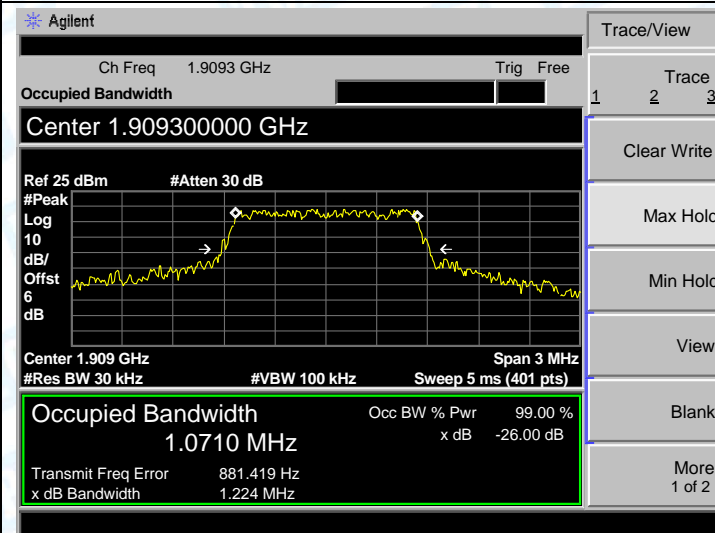 Agilent
Trace/View
Ch Freq 1.9093 GHz Trig Free
Occupied Bandwidth
Trace
1 2 3
Center 1.909300000 GHz
Clear Write
Ref 25 dBm #Atten 30 dB
#Peak
Log
10
dB/
Offst
6
dB
Max Hold
Min Hold
View
Center 1.909 GHz Span 3 MHz
#Res BW 30 kHz #VBW 100 kHz Sweep 5 ms (401 pts)
Occupied Bandwidth
1.0710 MHz
Occ BW % Pwr 99.00 %
x dB -26.00 dB
Transmit Freq Error 881.419 Hz
x dB Bandwidth 1.224 MHz
Blank
More
1 of 2